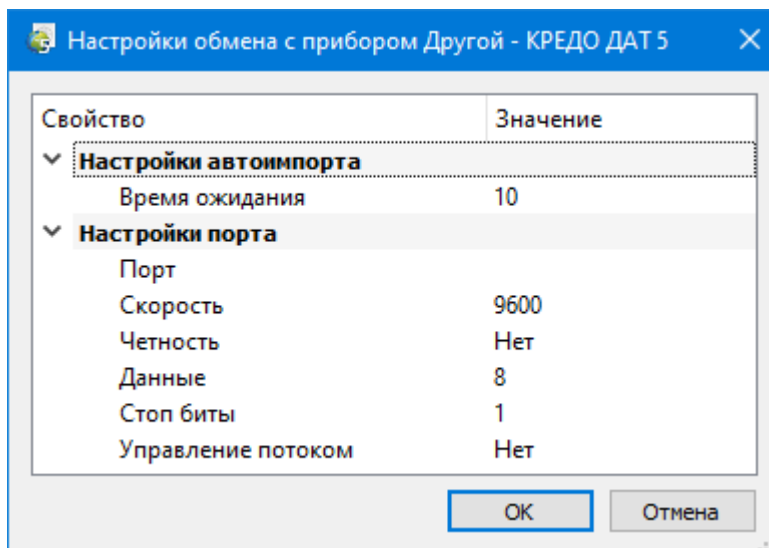 Настройки обмена с прибором Другой - КРЕДО ДАТ 5
Свойство Значение
Настройки автоимпорта
Время ожидания 10
Настройки порта
Порт
Скорость 9600
Четность Нет
Данные 8
Стоп биты 1
Управление потоком Нет
ОК Отмена